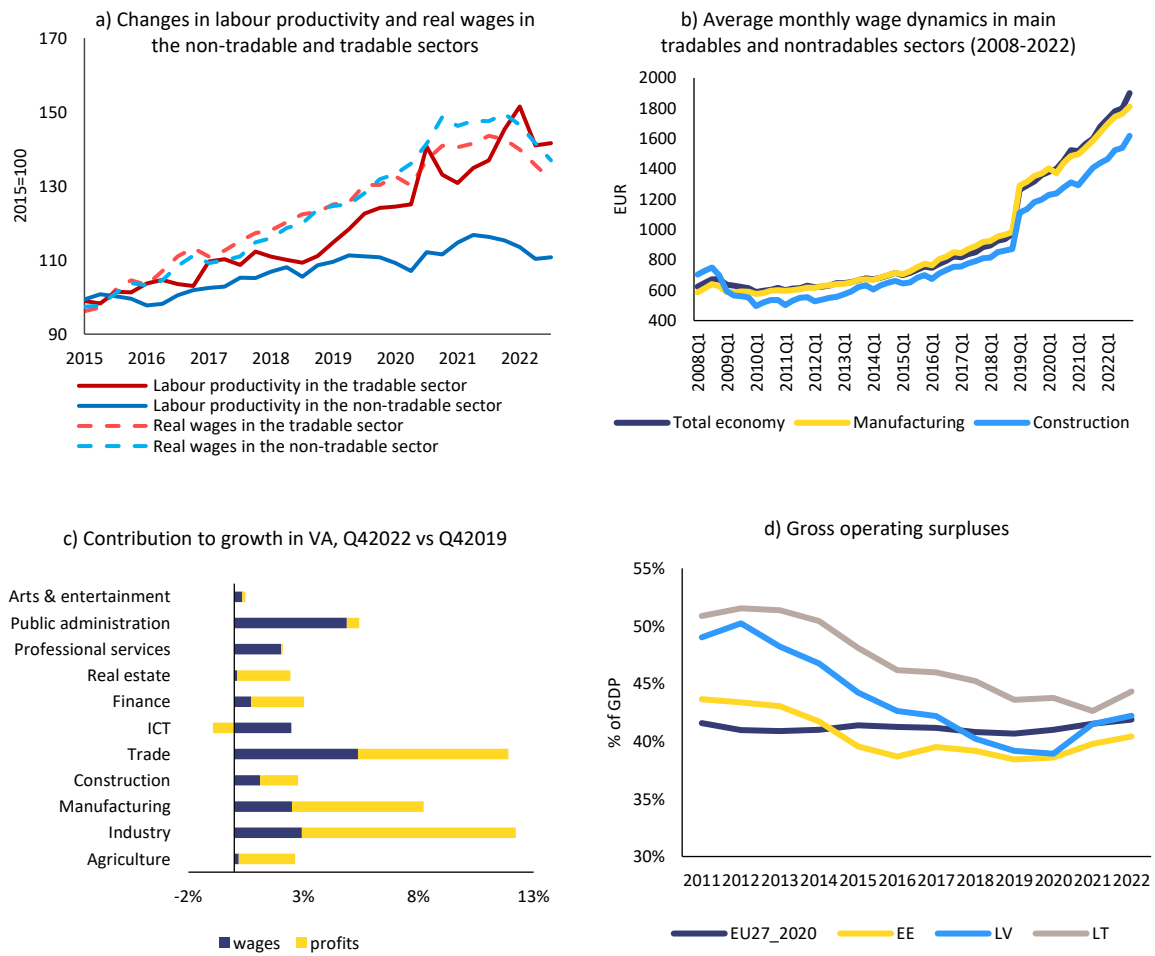 a) Changes in labour productivity and real wages in
the non-tradable and tradable sectors
170
150
130
110
90
2015=100
2015 2016 2017 2018 2019 2020 2021 2022
Labour productivity in the tradable sector
Labour productivity in the non-tradable sector
Real wages in the tradable sector
Real wages in the non-tradable sector
b) Average monthly wage dynamics in main
tradables and nontradables sectors (2008-2022)
2000
1800
1600
1400
1200
1000
800
600
400
EUR
2008Q1
2009Q1
2010Q1
2011Q1
2012Q1
2013Q1
2014Q1
2015Q1
2016Q1
2017Q1
2018Q1
2019Q1
2020Q1
2021Q1
2022Q1
Total economy Manufacturing Construction
c) Contribution to growth in VA, Q42022 vs Q42019
Arts & entertainment
Public administration
Professional services
Real estate
Finance
ICT
Trade
Construction
Manufacturing
Industry
Agriculture
-2% 3% 8% 13%
wages profits
d) Gross operating surpluses
55%
50%
45%
40%
35%
30%
% of GDP
2011 2012 2013 2014 2015 2016 2017 2018 2019 2020 2021 2022
EU27_2020 EE LV LT